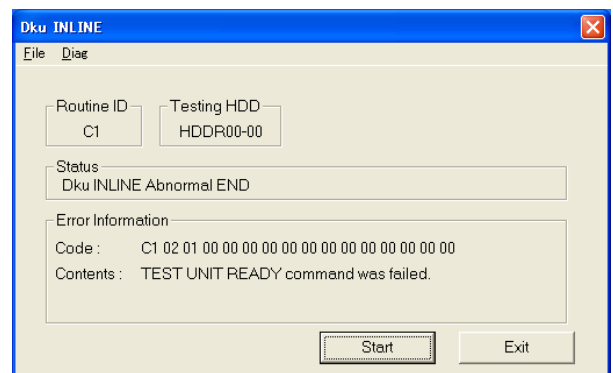 Dku INLINE
File Diag
Routine ID Testing HDD
C1 HDDR00-00
Status
Dku INLINE Abnormal END
Error Information
Code : C1 02 01 00 00 00 00 00 00 00 00 00 00 00 00 00
Contents : TEST UNIT READY command was failed.
Start Exit